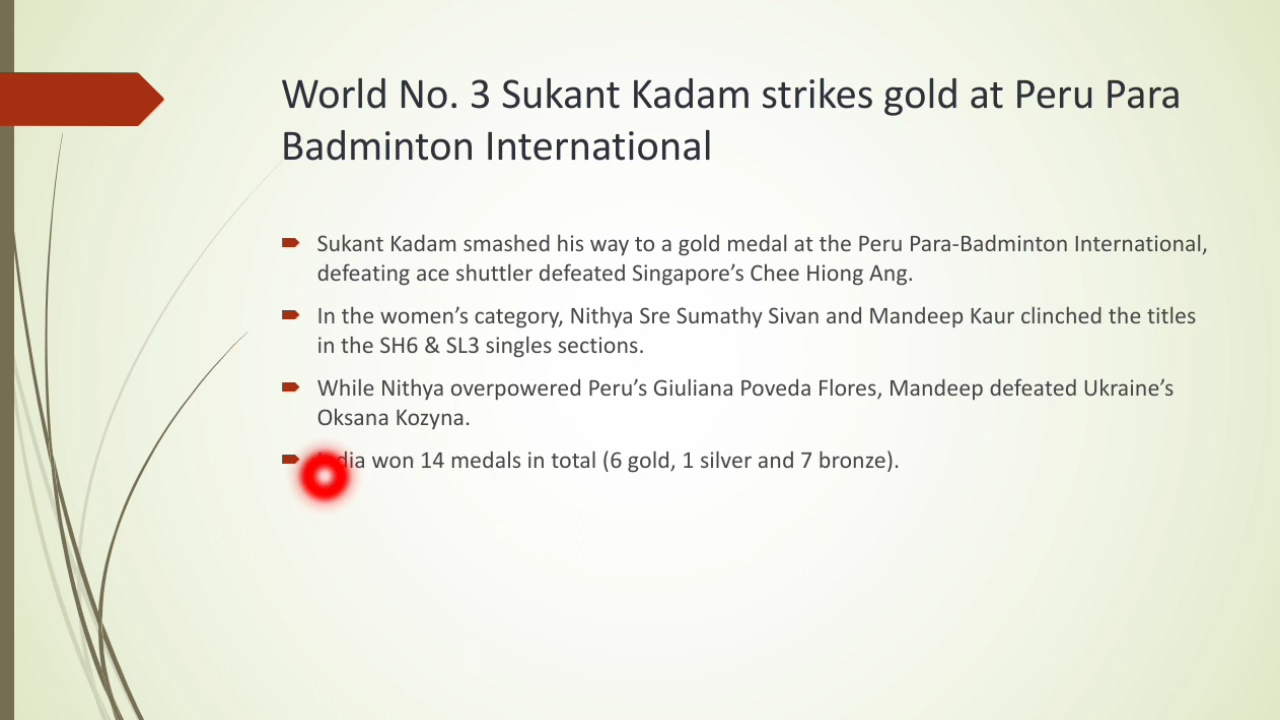 World No. 3 Sukant Kadam strikes gold at Peru Para
Badminton International
Sukant Kadam smashed his way to a gold medal at the Peru Para-Badminton International,
defeating ace shuttler defeated Singapore’s Chee Hiong Ang.
In the women’s category, Nithya Sre Sumathy Sivan and Mandeep Kaur clinched the titles
in the SH6 & SL3 singles sections.
While Nithya overpowered Peru’s Giuliana Poveda Flores, Mandeep defeated Ukraine’s
Oksana Kozyna.
India won 14 medals in total (6 gold, 1 silver and 7 bronze).